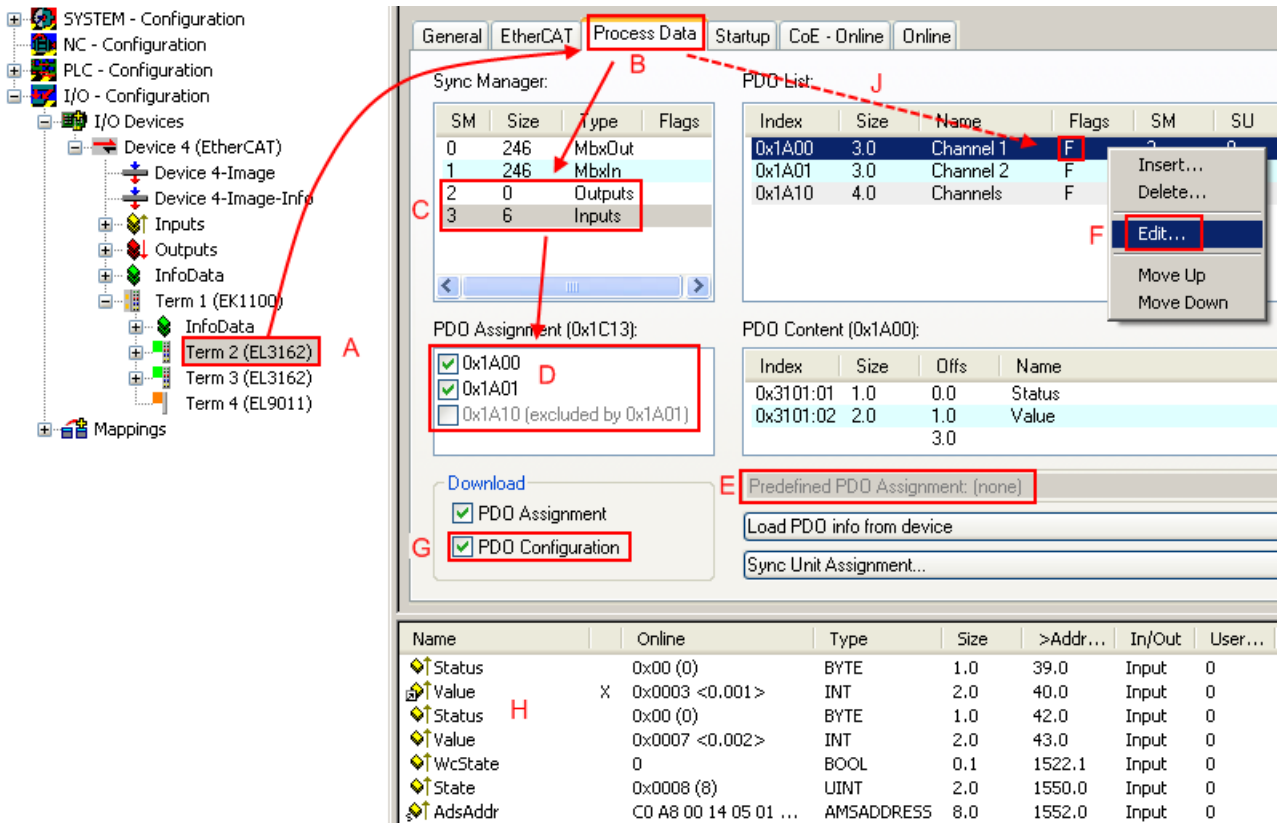 SYSTEM - Configuration
NC - Configuration
PLC - Configuration
I/O - Configuration
I/O Devices
Device 4 (EtherCAT)
Device 4-Image
Device 4-Image-Info
Inputs
Outputs
InfoData
Term 1 (EK1100)
InfoData
Term 2 (EL3162)
A
Term 3 (EL3162)
Term 4 (EL9011)
Mappings
General EtherCAT Process Data Startup CoE - Online Online
B
J
Sync Manager:
SM Size Type Flags
0 246 MbxOut
1 246 MbxIn
2 0 Outputs
3 6 Inputs
C
PDO List:
Index Size Name Flags SM SU
0x1A00 3.0 Channel 1 F 3 0
0x1A01 3.0 Channel 2 F
0x1A10 4.0 Channels F
Insert...
Delete...
F Edit...
Move Up
Move Down
PDO Assignment (0x1C13):
0x1A00
0x1A01
0x1A10 (excluded by 0x1A01)
D
PDO Content (0x1A00):
Index Size Offs Name
0x3101:01 1.0 0.0 Status
0x3101:02 2.0 1.0 Value
3.0
Download
PDO Assignment
G PDO Configuration
E Predefined PDO Assignment: (none)
Load PDO info from device
Sync Unit Assignment...
Name Online Type Size >Addr... In/Out User...
Status 0x00 (0) BYTE 1.0 39.0 Input 0
Value X 0x0003 <0.001> INT 2.0 40.0 Input 0
Status 0x00 (0) BYTE 1.0 42.0 Input 0
H
Value 0x0007 <0.002> INT 2.0 43.0 Input 0
WcState 0 BOOL 0.1 1522.1 Input 0
State 0x0008 (8) UINT 2.0 1550.0 Input 0
AdsAddr C0 A8 00 14 05 01 ... AMSADDRESS 8.0 1552.0 Input 0